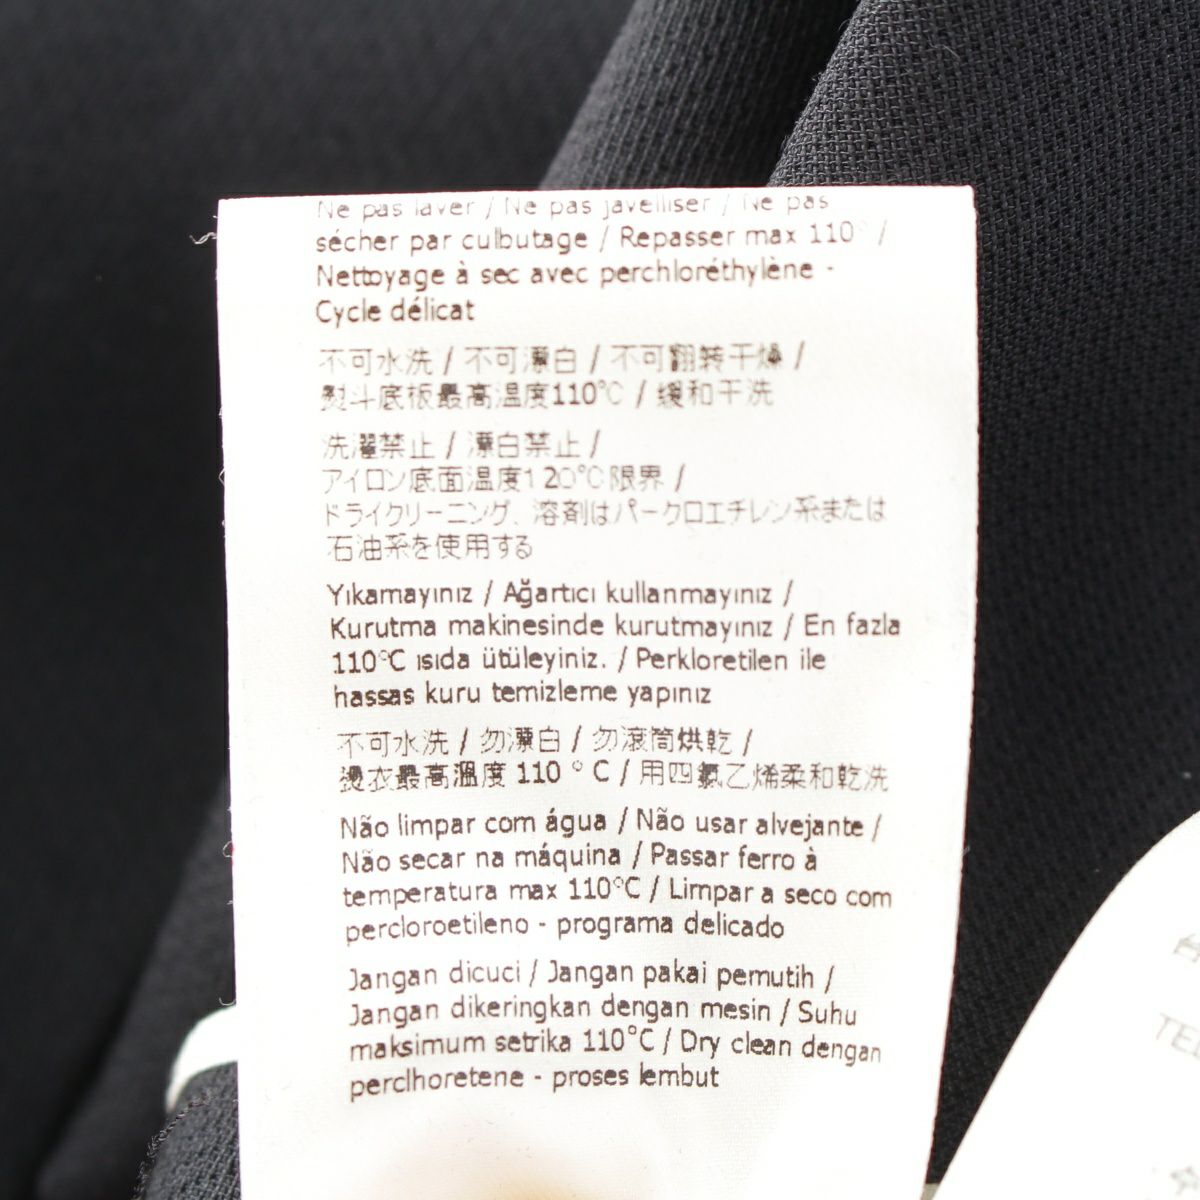 Ne pas laver / Ne pas javelliser / Ne pas
sécher par culbutage / Repasser max 110° /
Nettoyage à sec avec perchloréthylène -
Cycle délicat
不可水洗 / 不可漂白 / 不可翻转干燥 /
熨斗底板最高温度110°C / 缓和干洗
洗濯禁止 / 漂白禁止 /
アイロン底面温度120°C限界 /
ドライクリーニング、溶剤はパークロエチレン系または
石油系を使用する
Yıkamayınız / Ağartıcı kullanmayınız /
Kurutma makinesinde kurutmayınız / En fazla
110°C ısıda ütüleyiniz. / Perkloretilen ile
hassas kuru temizleme yapınız
不可水洗 / 勿漂白 / 勿滾筒烘乾 /
燙衣最高溫度 110 ° C / 用四氯乙烯柔和乾洗
Não limpar com água / Não usar alvejante /
Não secar na máquina / Passar ferro à
temperatura max 110°C / Limpar a seco com
percloroetileno - programa delicado
Jangan dicuci / Jangan pakai pemutih /
Jangan dikeringkan dengan mesin / Suhu
maksimum setrika 110°C / Dry clean dengan
perclhoretene - proses lembut